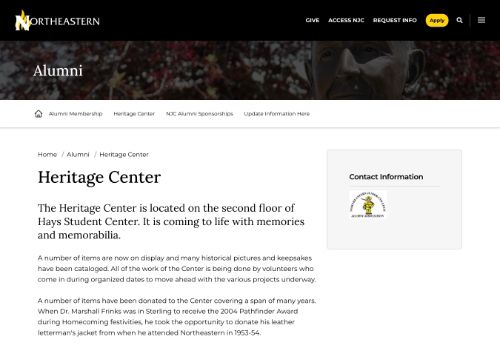 NORTHEASTERN
GIVE ACCESS NJC REQUEST INFO Apply
Alumni
Alumni Membership Heritage Center NJC Alumni Sponsorships Update Information Here
Home / Alumni / Heritage Center
Heritage Center
The Heritage Center is located on the second floor of
Hays Student Center. It is coming to life with memories
and memorabilia.
A number of items are now on display and many historical pictures and keepsakes
have been cataloged. All of the work of the Center is being done by volunteers who
come in during organized dates to move ahead with the various projects underway.
A number of items have been donated to the Center covering a span of many years.
When Dr. Marshall Frinks was in Sterling to receive the 2004 Pathfinder Award
during Homecoming festivities, he took the opportunity to donate his leather
letterman's jacket from when he attended Northeastern in 1953-54.
Contact Information